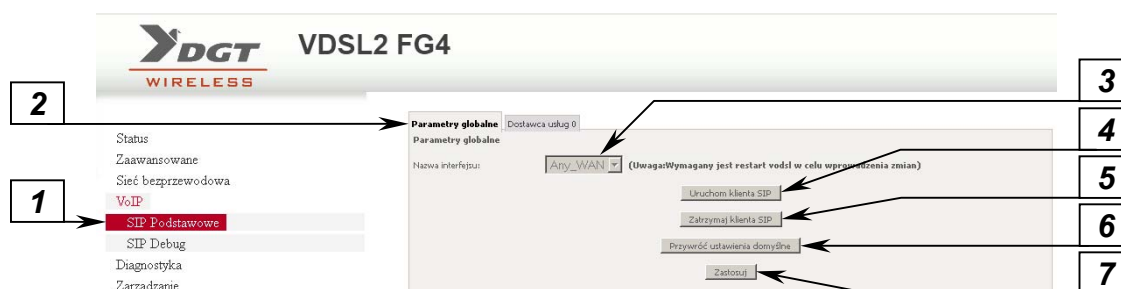 DGT
WIRELESS
VDSL2 FG4
3
2
4
Parametry globalne Dostawca usług 0
Parametry globalne
Status
Zaawansowane
Nazwa interfejsu: Any_WAN (Uwaga:Wymagany jest restart vodsl w celu wprowadzenia zmian)
Sieć bezprzewodowa
5
Uruchom klienta SIP
1
VoIP
SIP Podstawowe
Zatrzymaj klienta SIP
6
SIP Debug
Przywróć ustawienia domyślne
Diagnostyka
Zastosuj
7
Zarządzanie